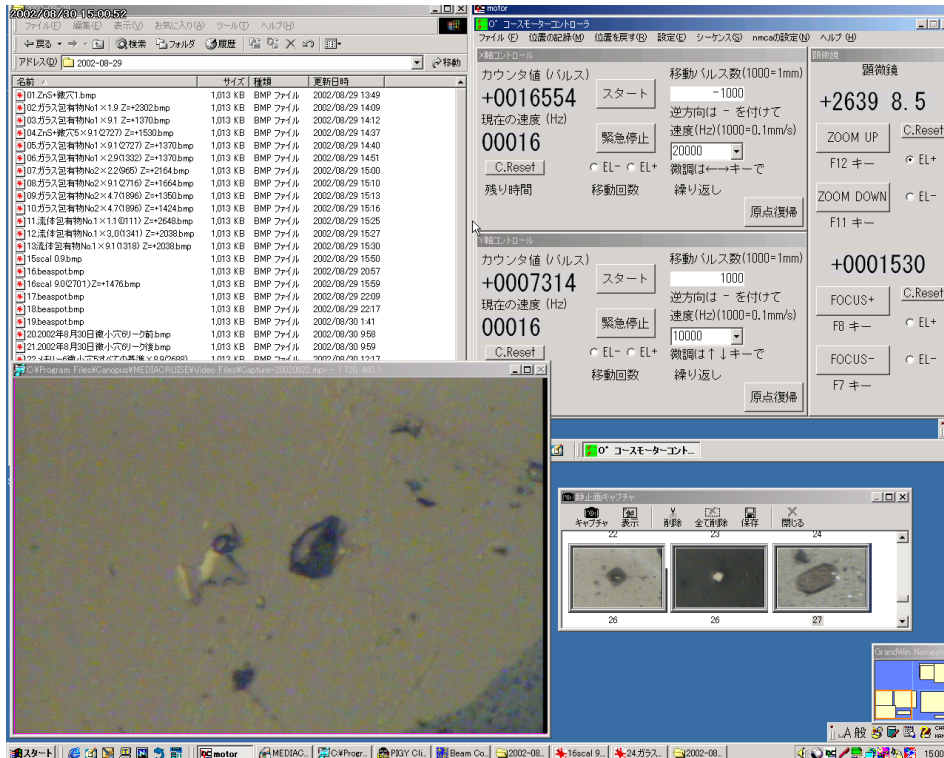 2002/08/30 15:00:52
ファイル(F) 編集(E) 表示(V) お気に入り(A) ツール(T) ヘルプ(H)
戻る 検索 フォルダ 履歴
アドレス(D) 2002-08-29 移動
名前 サイズ 種類 更新日時
01.ZnS+微穴1.bmp 1,013 KB BMP ファイル 2002/08/29 13:49
02.ガラス包有物No1×1.9 Z=+2302.bmp 1,013 KB BMP ファイル 2002/08/29 14:09
03.ガラス包有物No1×9.1 Z=+1370.bmp 1,013 KB BMP ファイル 2002/08/29 14:12
04.ZnS+微穴5×9.1(2727) Z=+1530.bmp 1,013 KB BMP ファイル 2002/08/29 14:37
05.ガラス包有物No1×9.1(2727) Z=+1370.bmp 1,013 KB BMP ファイル 2002/08/29 14:40
06.ガラス包有物No1×2.9(1332) Z=+1370.bmp 1,013 KB BMP ファイル 2002/08/29 14:51
07.ガラス包有物No2×2.2(965) Z=+2164.bmp 1,013 KB BMP ファイル 2002/08/29 15:00
08.ガラス包有物No2×9.1(2716) Z=+1664.bmp 1,013 KB BMP ファイル 2002/08/29 15:10
09.ガラス包有物No2×4.7(1896) Z=+1350.bmp 1,013 KB BMP ファイル 2002/08/29 15:13
10.ガラス包有物No2×4.7(1896) Z=+1424.bmp 1,013 KB BMP ファイル 2002/08/29 15:16
11.流体包有物No.1×1.1(0111) Z=+2648.bmp 1,013 KB BMP ファイル 2002/08/29 15:25
12.流体包有物No.1×3.0(1341) Z=+2038.bmp 1,013 KB BMP ファイル 2002/08/29 15:27
13流体包有物No.1×9.1(1318) Z=+2038.bmp 1,013 KB BMP ファイル 2002/08/29 15:30
15scal 0.9.bmp 1,013 KB BMP ファイル 2002/08/29 15:50
16.beaspot.bmp 1,013 KB BMP ファイル 2002/08/29 20:57
16scal 9.0(2701) Z=+1476.bmp 1,013 KB BMP ファイル 2002/08/29 15:59
17.beaspot.bmp 1,013 KB BMP ファイル 2002/08/29 22:09
18.beaspot.bmp 1,013 KB BMP ファイル 2002/08/29 22:17
19.beaspot.bmp 1,013 KB BMP ファイル 2002/08/30 1:41
20.2002年8月30日微小穴6リーク前.bmp 1,013 KB BMP ファイル 2002/08/30 9:58
21.2002年8月30日微小穴6リーク後.bmp 1,013 KB BMP ファイル 2002/08/30 9:59
1,013 KB BMP ファイル 2002/08/30 12:17
motor
0° コースモーターコントローラ
ファイル (F) 位置の記録(M) 位置を戻す(R) 設定(E) シーケンス(S) nmcaの設定(N) ヘルプ (H)
X軸コントロール
カウンタ値 (パルス) 移動パルス数(1000=1mm)
+0016554 スタート -1000
現在の速度 (Hz) 逆方向は - を付けて
00016 緊急停止 速度(Hz)(1000=0.1mm/s)
20000
C.Reset EL- EL+ 微調は←→キーで
残り時間 移動回数 繰り返し
原点復帰
Y軸コントロール
カウンタ値 (パルス) 移動パルス数(1000=1mm)
+0007314 スタート 1000
現在の速度 (Hz) 逆方向は - を付けて
00016 緊急停止 速度(Hz)(1000=0.1mm/s)
10000
C.Reset EL- EL+ 微調は↑↓キーで
移動回数 繰り返し
原点復帰
顕微鏡
顕微鏡
+2639 8.5
ZOOM UP C.Reset
F12 キー EL+
ZOOM DOWN EL-
F11 キー
+0001530
FOCUS+ C.Reset
F8 キー EL+
FOCUS- EL-
F7 キー
C:¥Program Files¥Canopus¥MEDIACRUISE¥Video Files¥Capture-20020822.mpv - ( 720, 480 )
0° コースモーターコント...
静止画キャプチャ
キャプチャ 表示 削除 全て削除 保存 閉じる
22 23 24
26 26 27
GrandWin Naviga
A 般
スタート motor MEDIAC... C:¥Progr... PIGY Cli... Beam Co... 2002-08... 16scal 9... 24.ガラス... 2002-08... 15:00